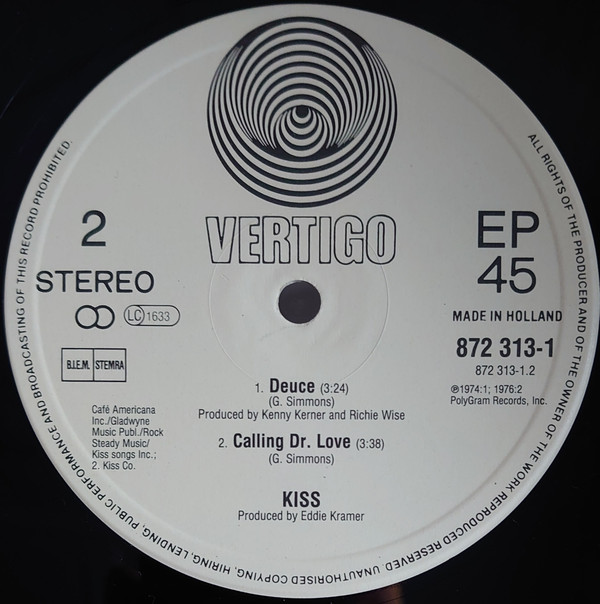 VERTIGO
2
STEREO
LC 1633
B.I.E.M. STEMRA
EP
45
MADE IN HOLLAND
872 313-1
872 313-1.2
℗1974:1; 1976:2
PolyGram Records, Inc.
1. Deuce (3:24)
(G. Simmons)
Produced by Kenny Kerner and Richie Wise
2. Calling Dr. Love (3:38)
(G. Simmons)
KISS
Produced by Eddie Kramer
Café Americana
Inc./Gladwyne
Music Publ./Rock
Steady Music/
Kiss songs Inc.;
2. Kiss Co.
ALL RIGHTS OF THE PRODUCER AND OF THE OWNER OF THE WORK REPRODUCED RESERVED. UNAUTHORISED COPYING, HIRING, LENDING, PUBLIC PERFORMANCE AND BROADCASTING OF THIS RECORD PROHIBITED.